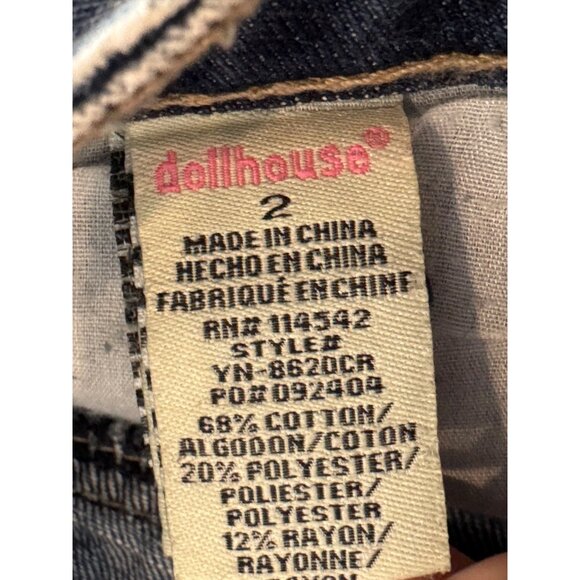 dollhouse®
2
MADE IN CHINA
HECHO EN CHINA
FABRIQUÉ EN CHINE
RN# 114542
STYLE#
YN-8620CR
PO# 092404
68% COTTON/
ALGODON/COTON
20% POLYESTER/
POLIESTER/
POLYESTER
12% RAYON/
RAYONNE/